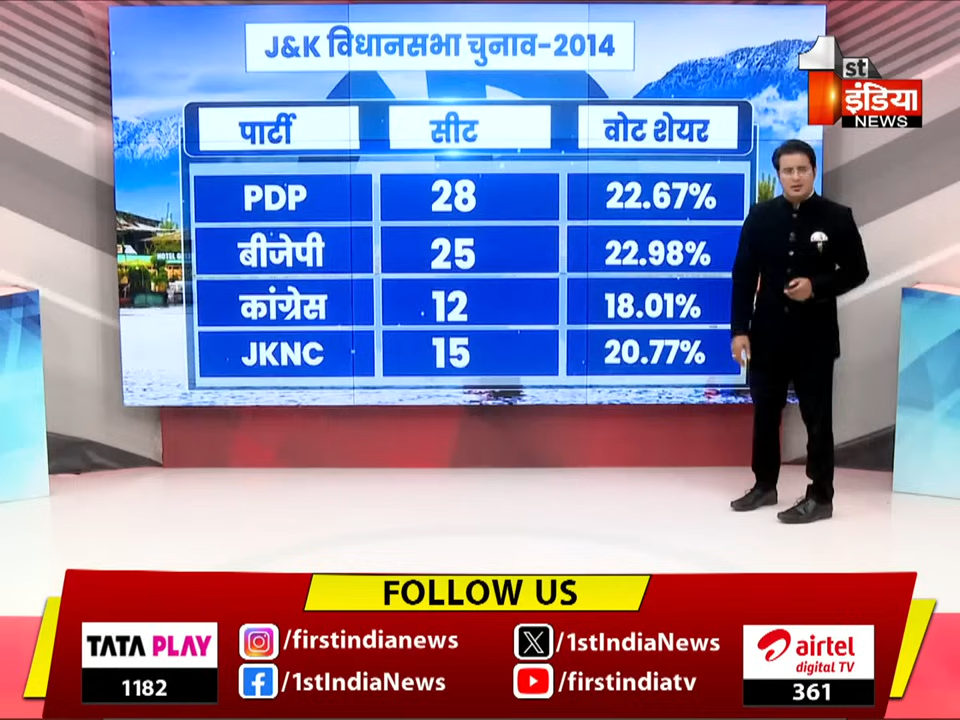 J&K विधानसभा चुनाव-2014
1st
इंडिया
NEWS
पार्टी सीट वोट शेयर
PDP 28 22.67%
बीजेपी 25 22.98%
कांग्रेस 12 18.01%
JKNC 15 20.77%
FOLLOW US
TATA PLAY
1182
/firstindianews
/1stIndiaNews
/1stIndiaNews
/firstindiatv
airtel
digital TV
361